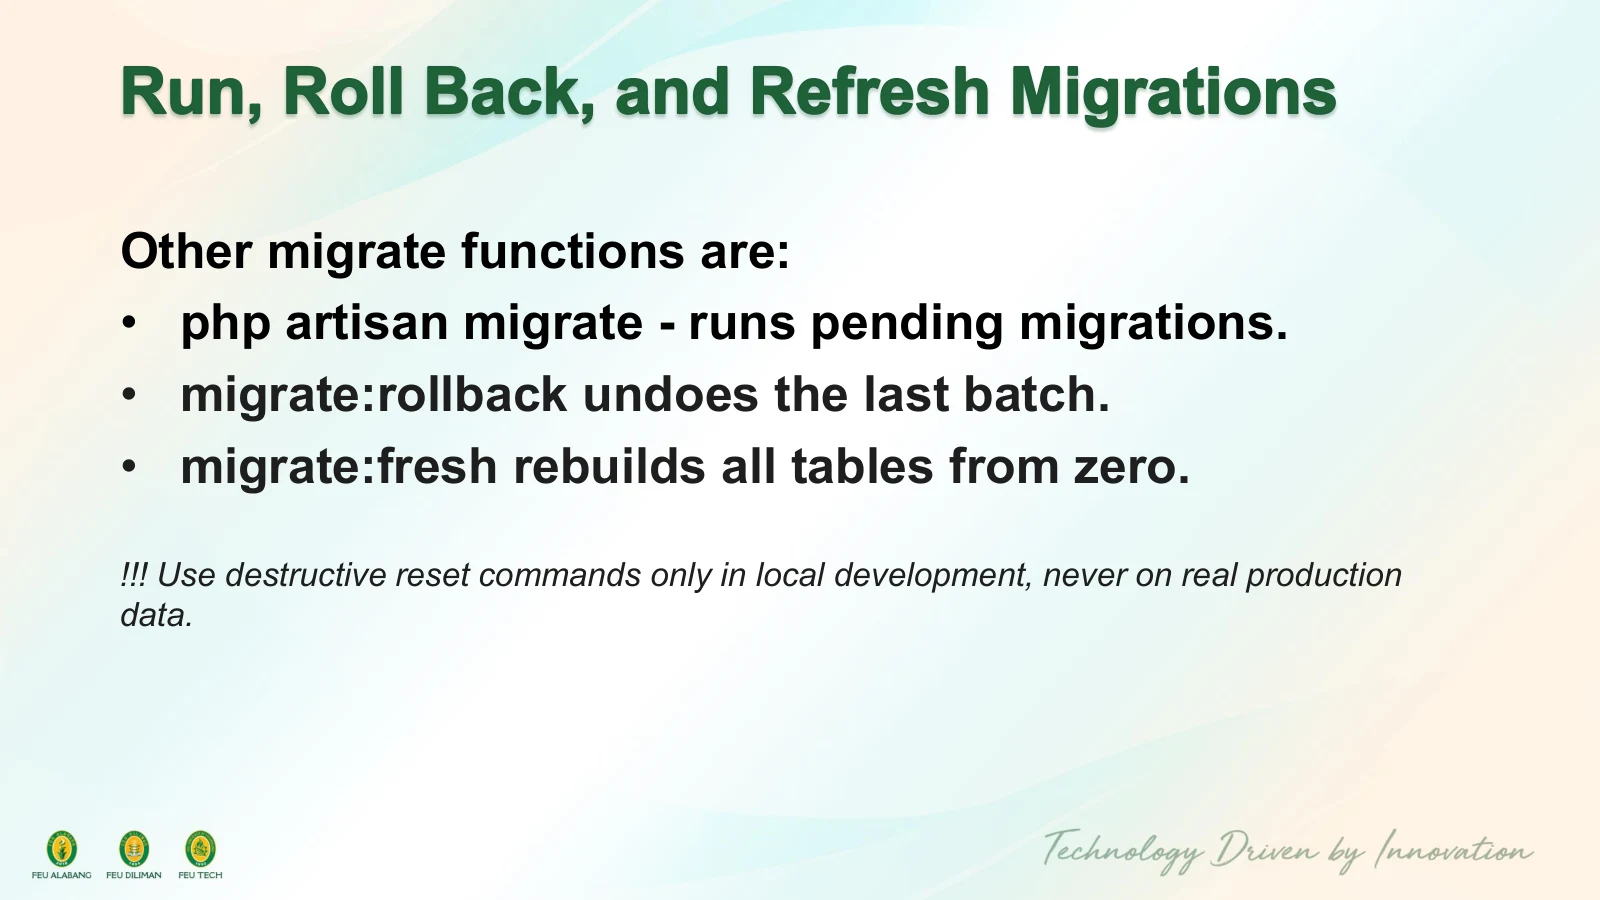 Run, Roll Back, and Refresh Migrations
Other migrate functions are:
• php artisan migrate - runs pending migrations.
• migrate:rollback undoes the last batch.
• migrate:fresh rebuilds all tables from zero.
!!! Use destructive reset commands only in local development, never on real production
data.
FEU ALABANG FEU DILIMAN FEU TECH
Technology Driven by Innovation